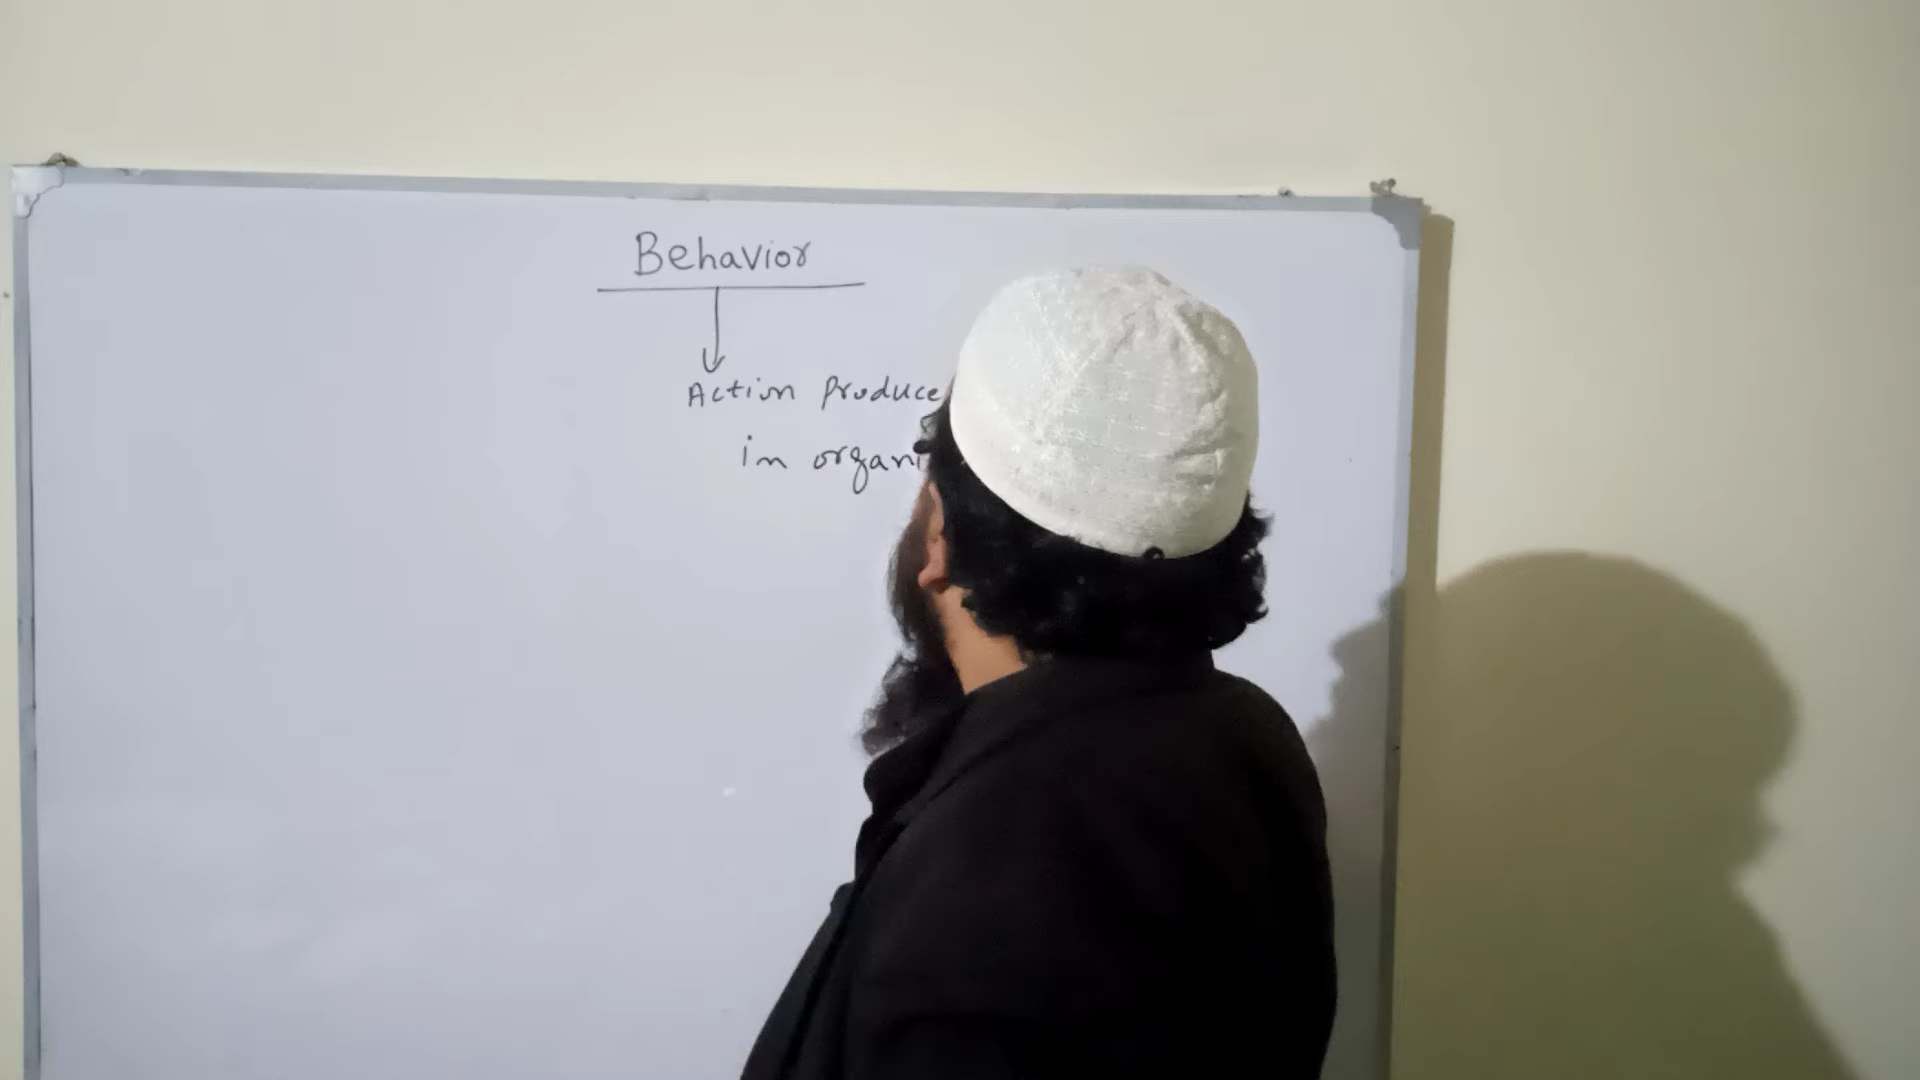 Behavior
Action Produce
in organi